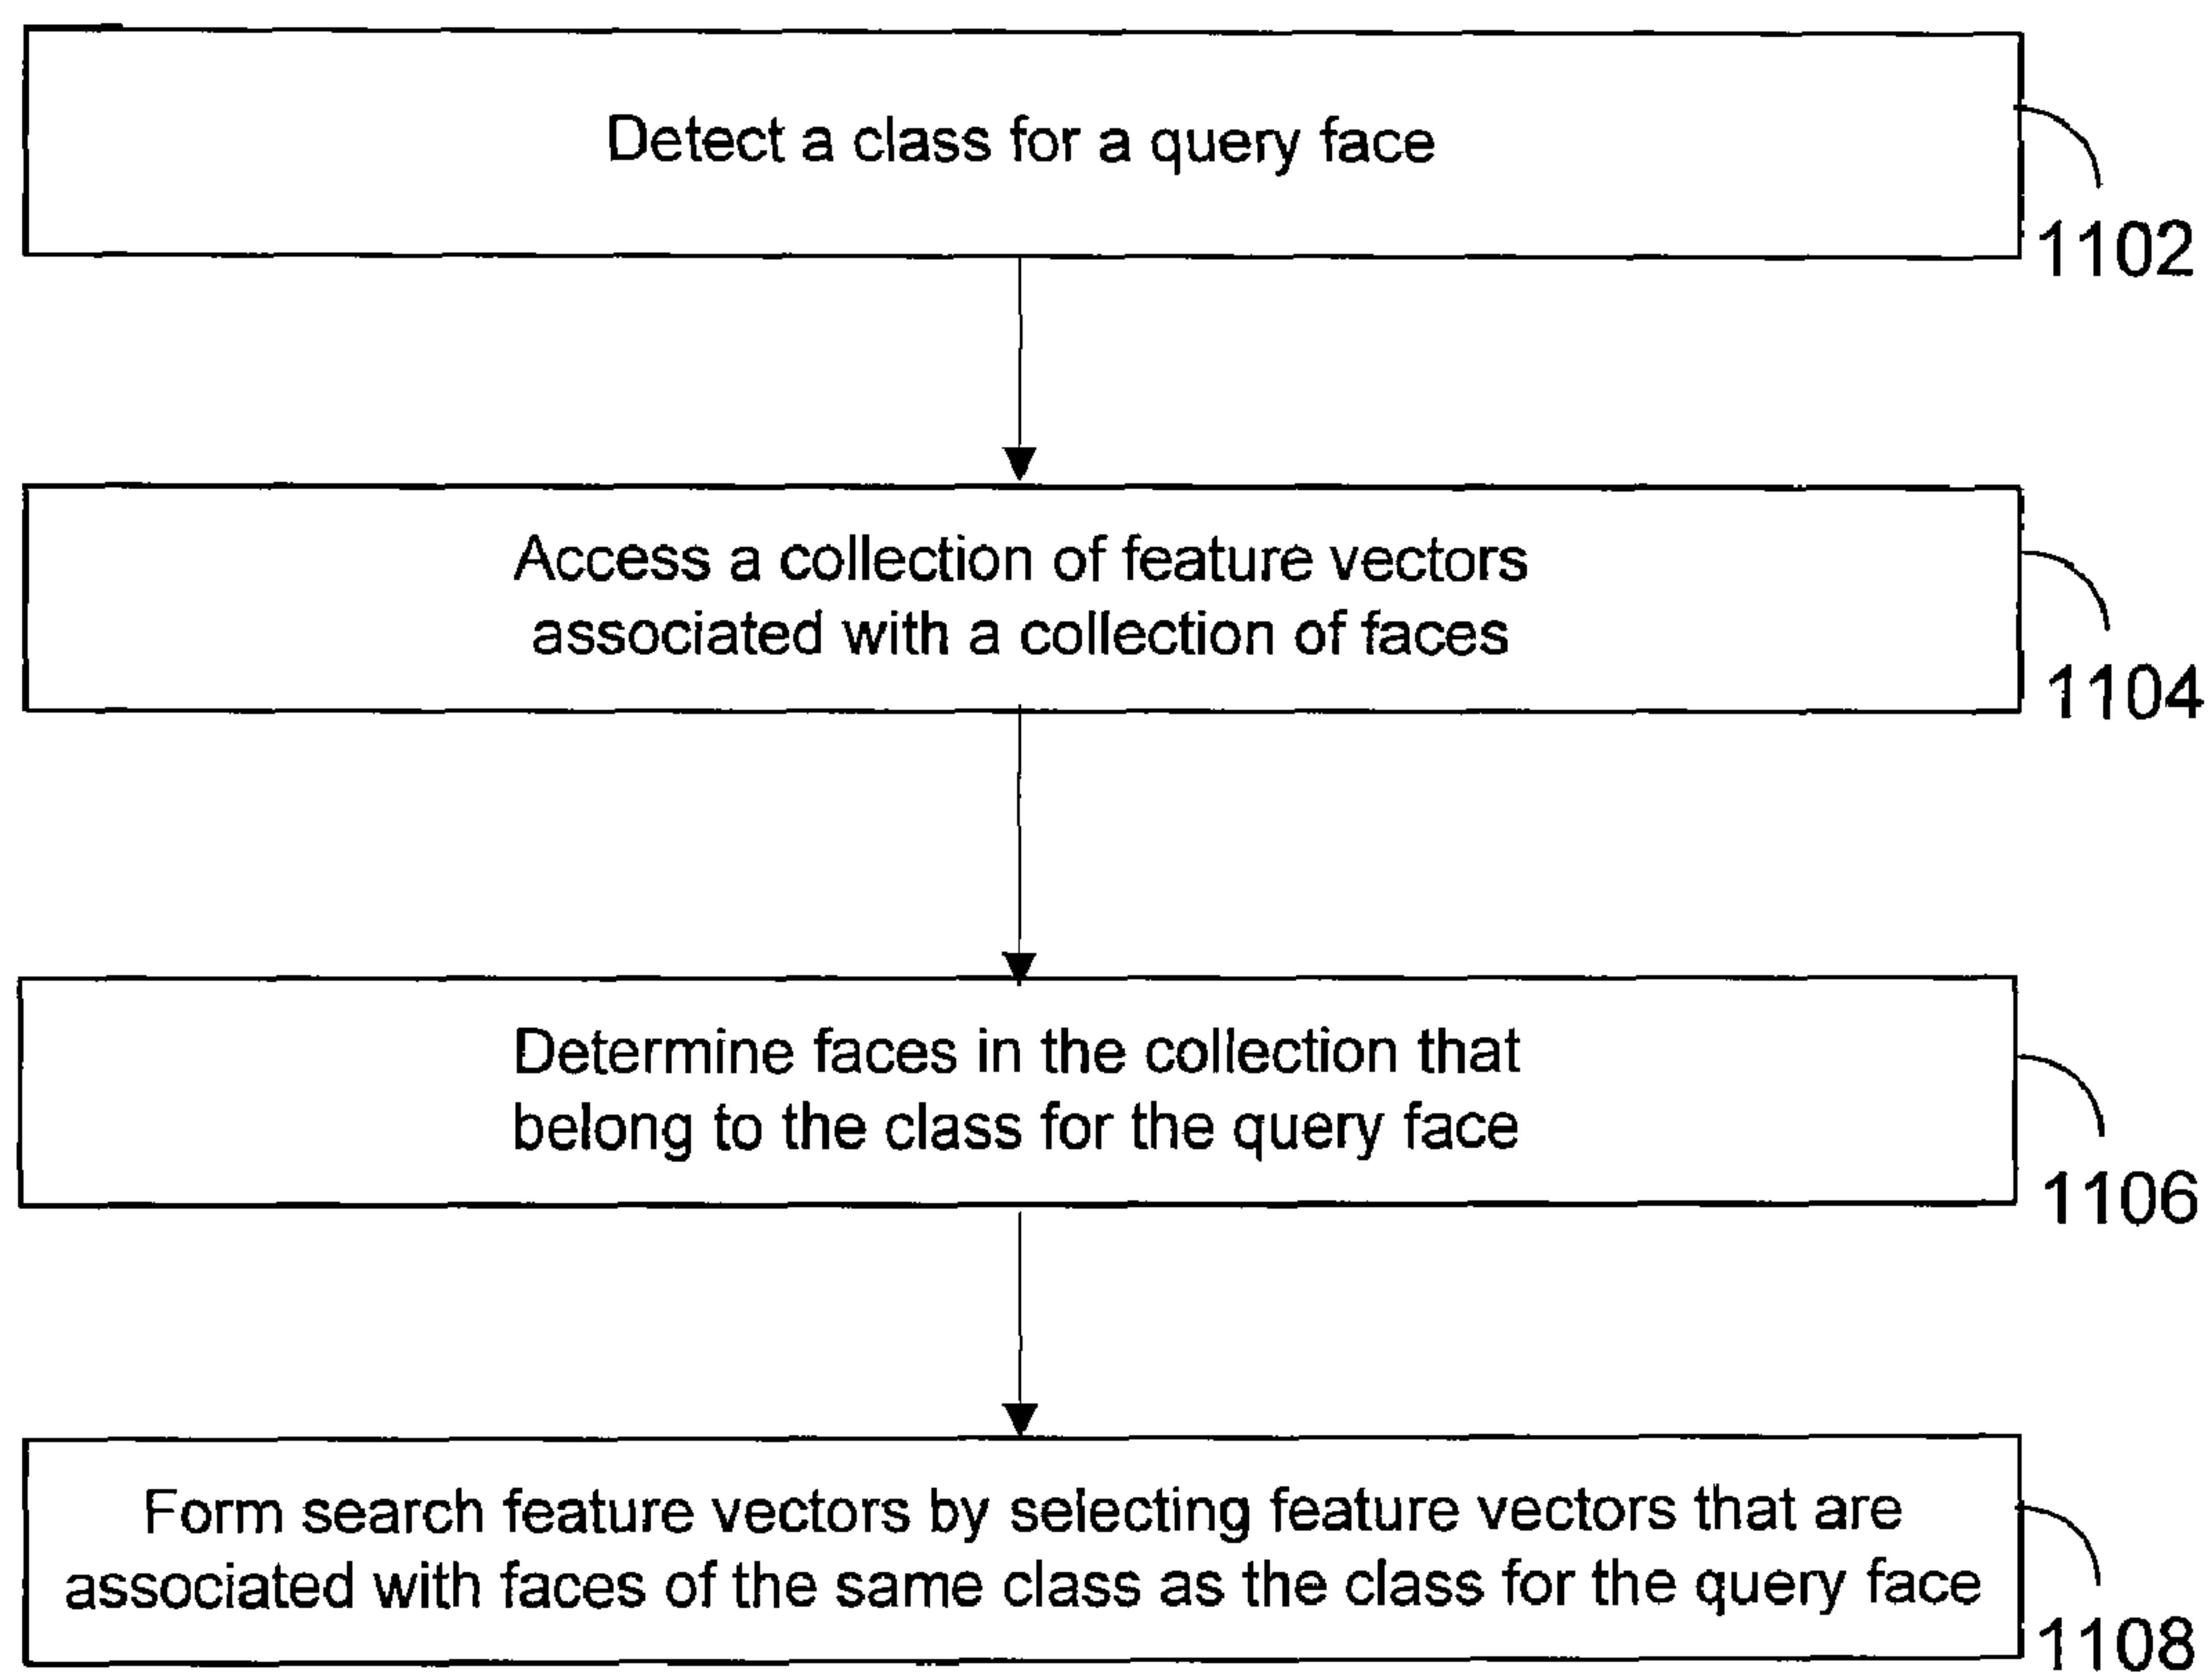 Detect a class for a query face
1102
Access a collection of feature vectors
associated with a collection of faces
1104
Determine faces in the collection that
belong to the class for the query face
1106
Form search feature vectors by selecting feature vectors that are
associated with faces of the same class as the class for the query face
1108